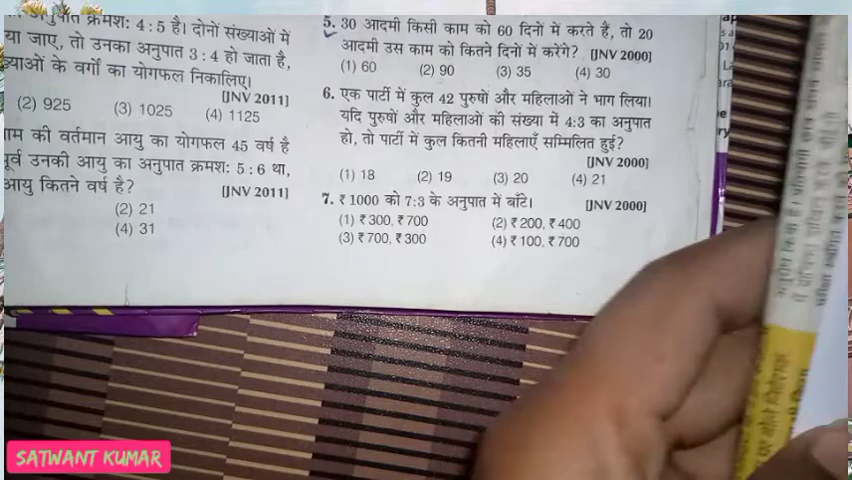 क्रमश: 4 : 5 है। दोनों संख्याओं में
या जाए, तो उनका अनुपात 3 : 4 हो जाता है,
के वर्गों का योगफल निकालिए।
[JNV 2011]
(2) 925 (3) 1025 (4) 1125
की वर्तमान आयु का योगफल 45 वर्ष है
उनकी आयु का अनुपात क्रमश: 5 : 6 था,
आयु कितने वर्ष है? [JNV 2011]
(2) 21
(4) 31
5. 30 आदमी किसी काम को 60 दिनों में करते हैं, तो 20
आदमी उस काम को कितने दिनों में करेंगे? [JNV 2000]
(1) 60 (2) 90 (3) 35 (4) 30
6. एक पार्टी में कुल 42 पुरुषों और महिलाओं ने भाग लिया।
यदि पुरुषों और महिलाओं की संख्या में 4:3 का अनुपात
हो, तो पार्टी में कुल कितनी महिलाएँ सम्मिलित हुई?
[JNV 2000]
(1) 18 (2) 19 (3) 20 (4) 21
7. ₹ 1000 को 7:3 के अनुपात में बाँटे। [JNV 2000]
(1) ₹ 300, ₹ 700 (2) ₹ 200, ₹ 400
(3) ₹ 700, ₹ 300 (4) ₹ 100, ₹ 700
SATWANT KUMAR